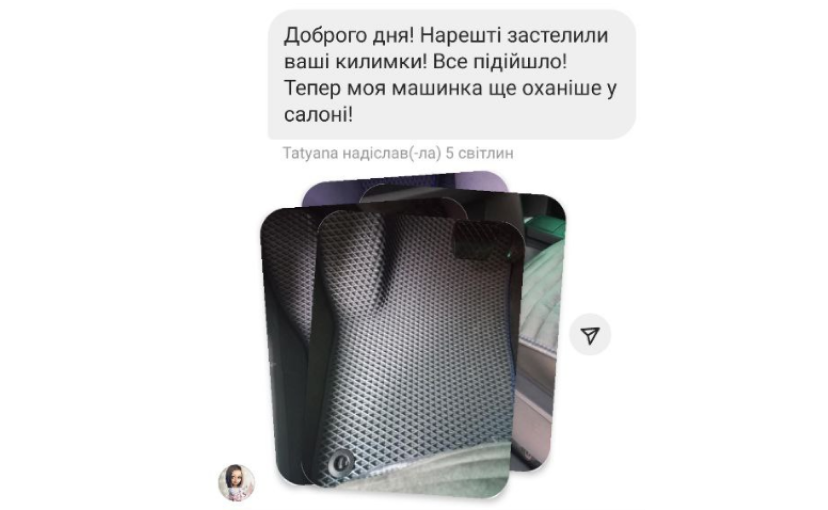 Доброго дня! Нарешті застелили
ваші килимки! Все підійшло!
Тепер моя машинка ще оханіше у
салоні!
Tatyana надіслав(-ла) 5 світлин